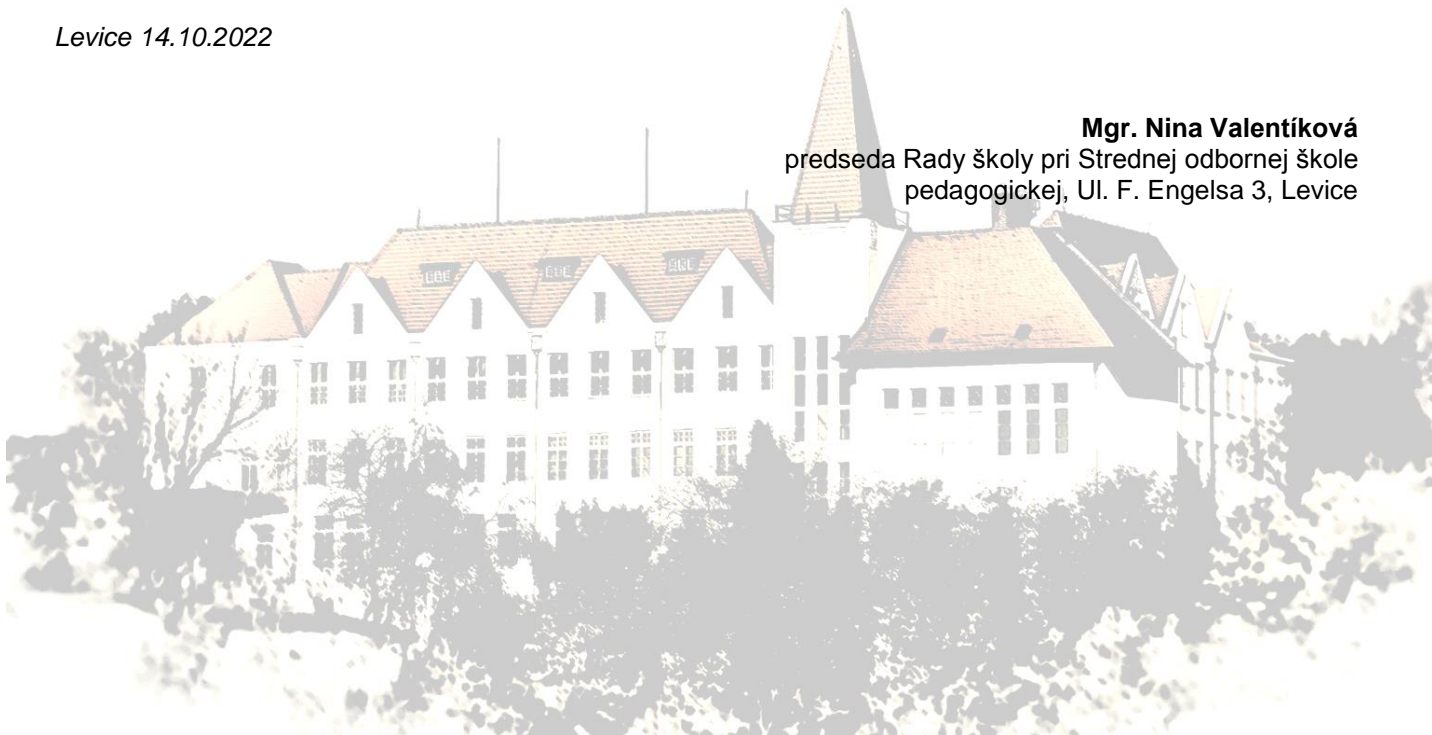 Levice 14.10.2022
Mgr. Nina Valentíková
predseda Rady školy pri Strednej odbornej škole
pedagogickej, Ul. F. Engelsa 3, Levice